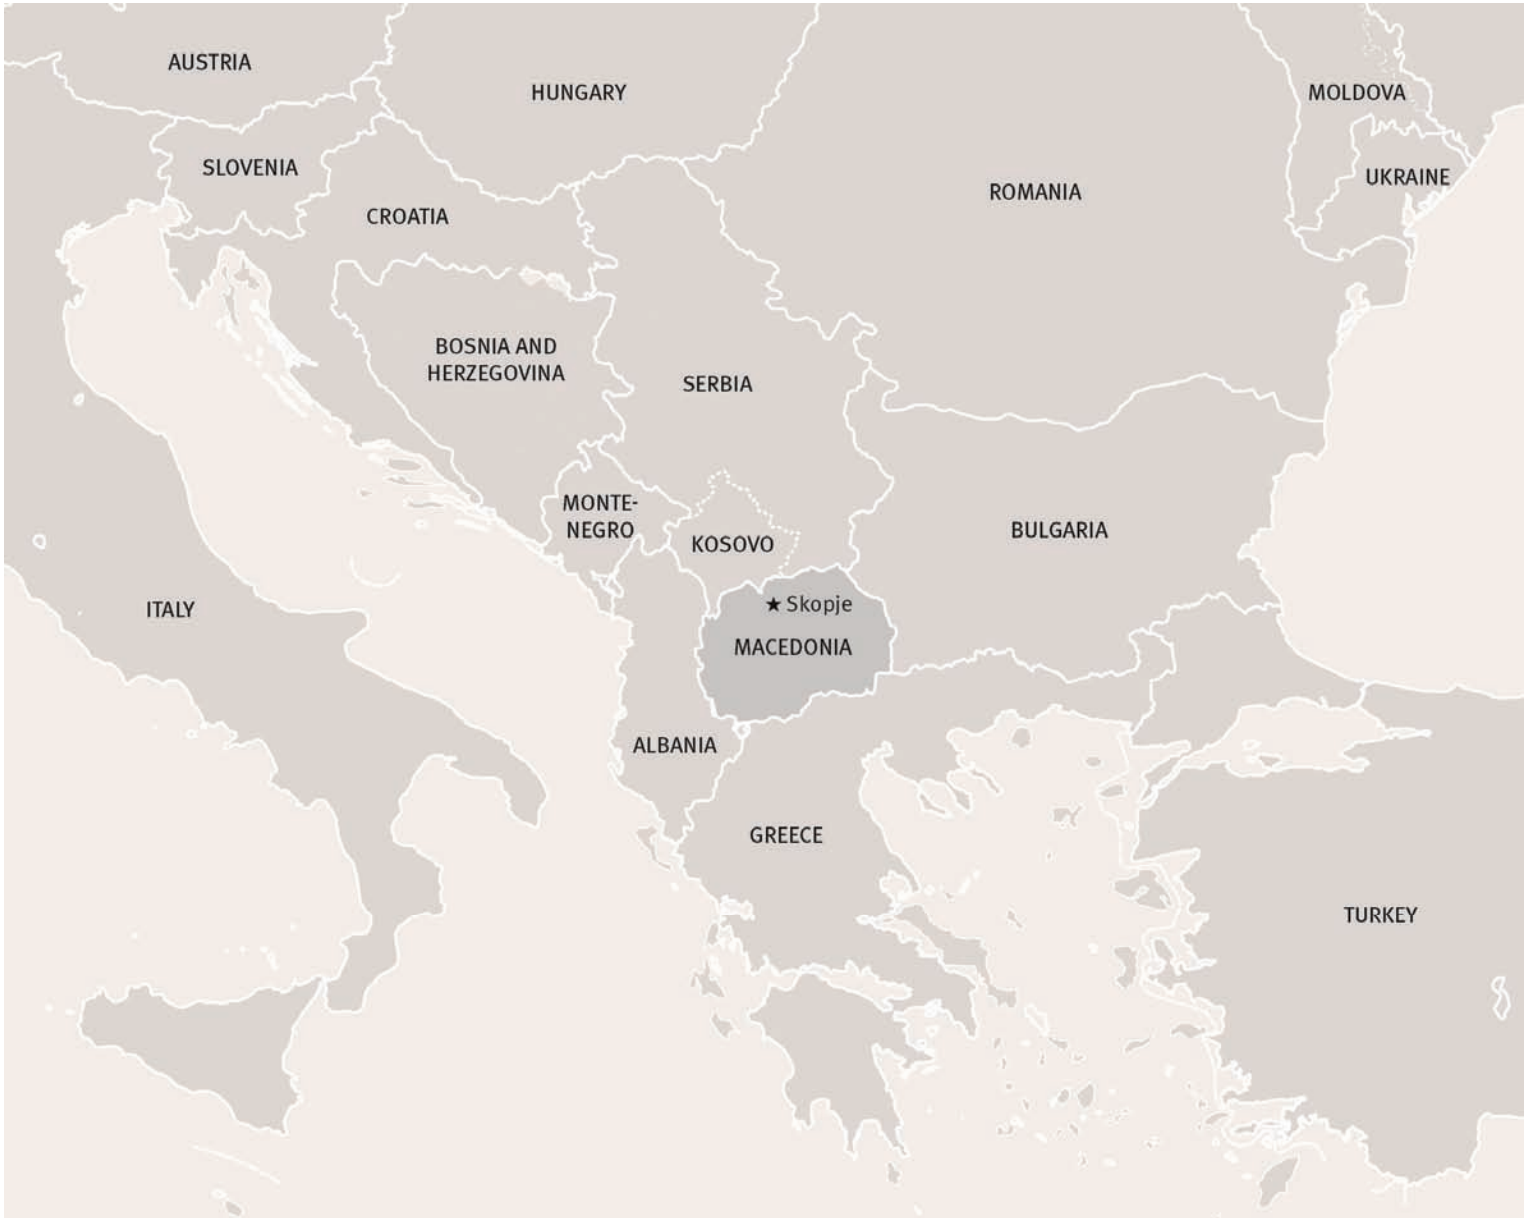 AUSTRIA
HUNGARY
MOLDOVA
SLOVENIA
UKRAINE
ROMANIA
CROATIA
BOSNIA AND
HERZEGOVINA
SERBIA
MONTE-
NEGRO
KOSOVO
BULGARIA
ITALY
★ Skopje
MACEDONIA
ALBANIA
GREECE
TURKEY